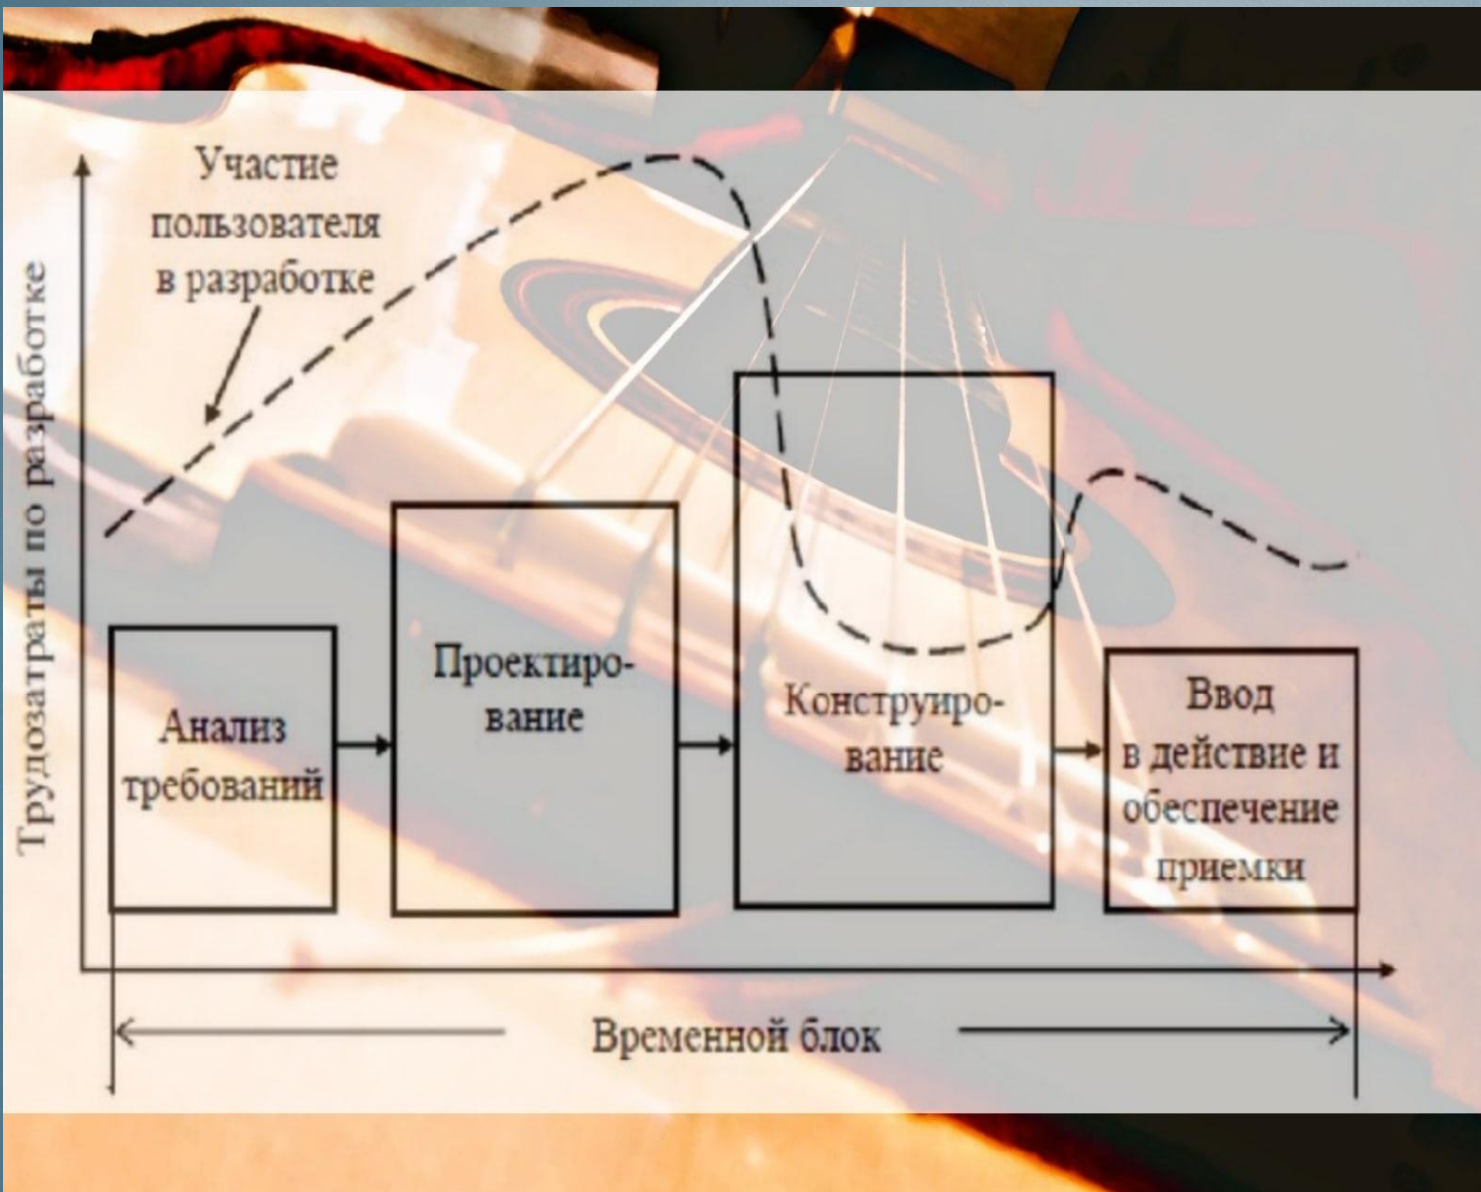 Участие
пользователя
в разработке
Трудозатраты по разработке
Анализ
требований
Проектиро-
вание
Конструиро-
вание
Ввод
в действие и
обеспечение
приемки
Временной блок